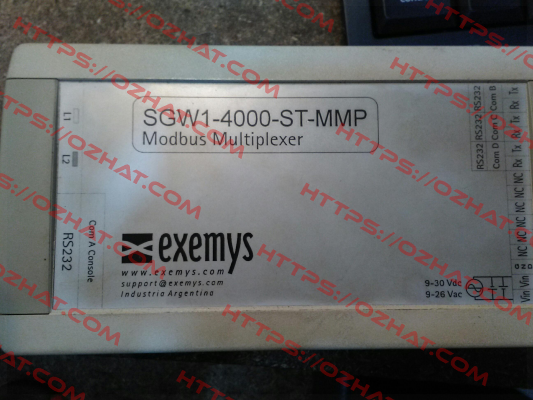 SGW1-4000-ST-MMP
Modbus Multiplexer
L1
L2
Com A Console
RS232
exemys
www.exemys.com
support@exemys.com
Industria Argentina
RS232 RS232 RS232
Com D Com C Com B
NC NC NC NC NC NC Rx Tx Rx Tx Rx Tx
9-30 Vdc
9-26 Vac
Vin Vin
HTTPS://OZHAT.COM